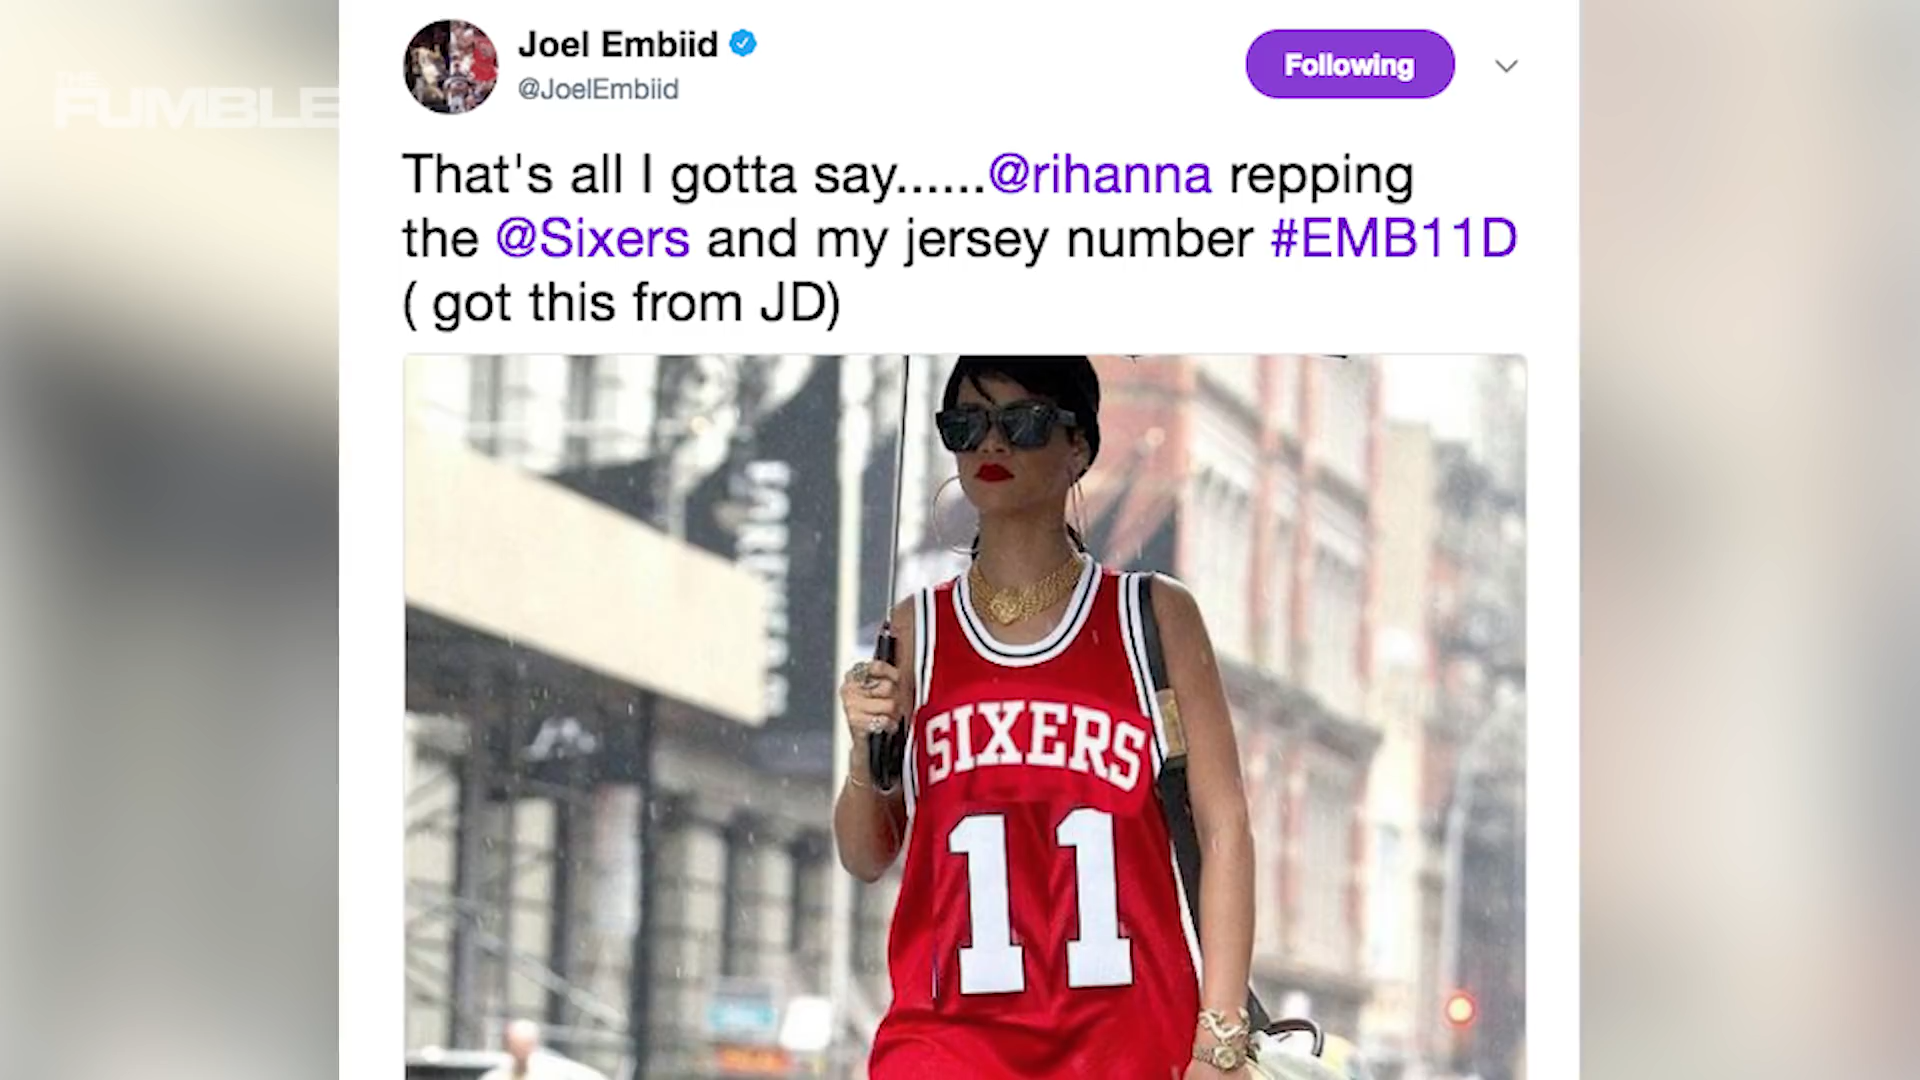 THE
FUMBLE
Joel Embiid
@JoelEmbiid
Following
That's all I gotta say......@rihanna repping
the @Sixers and my jersey number #EMB11D
( got this from JD)
SIXERS
11